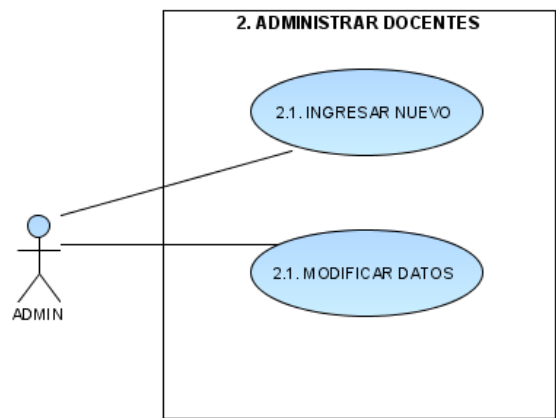 2. ADMINISTRAR DOCENTES
2.1. INGRESAR NUEVO
2.1. MODIFICAR DATOS
ADMIN